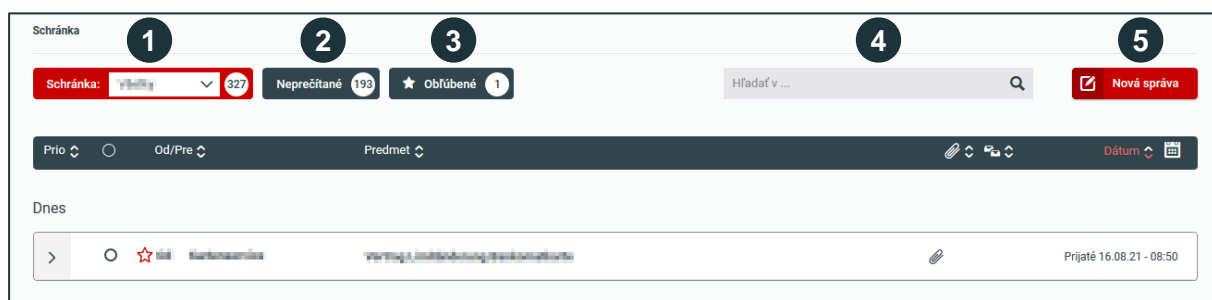 Schránka
1 2 3 4 5
Schránka: 327 Neprečítané 193 Obľúbené 1 Hľadať v ... Nová správa
Prio Od/Pre Predmet Dátum
Dnes
Prijaté 16.08.21 - 08:50